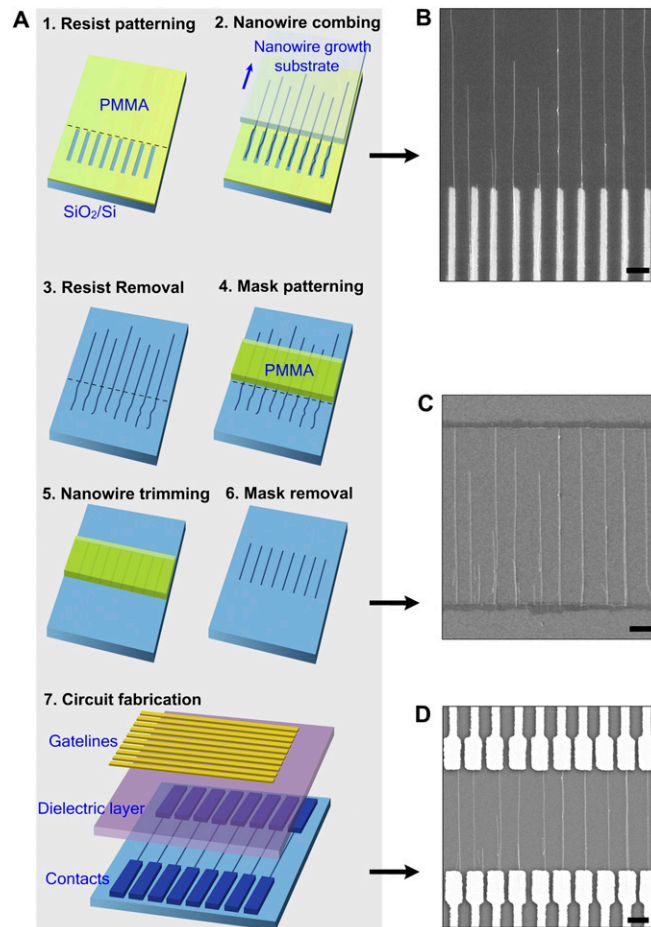 A
1. Resist patterning
PMMA
SiO2/Si
2. Nanowire combing
Nanowire growth
substrate
B
3. Resist Removal
4. Mask patterning
PMMA
C
5. Nanowire trimming
6. Mask removal
7. Circuit fabrication
Gatelines
Dielectric layer
Contacts
D